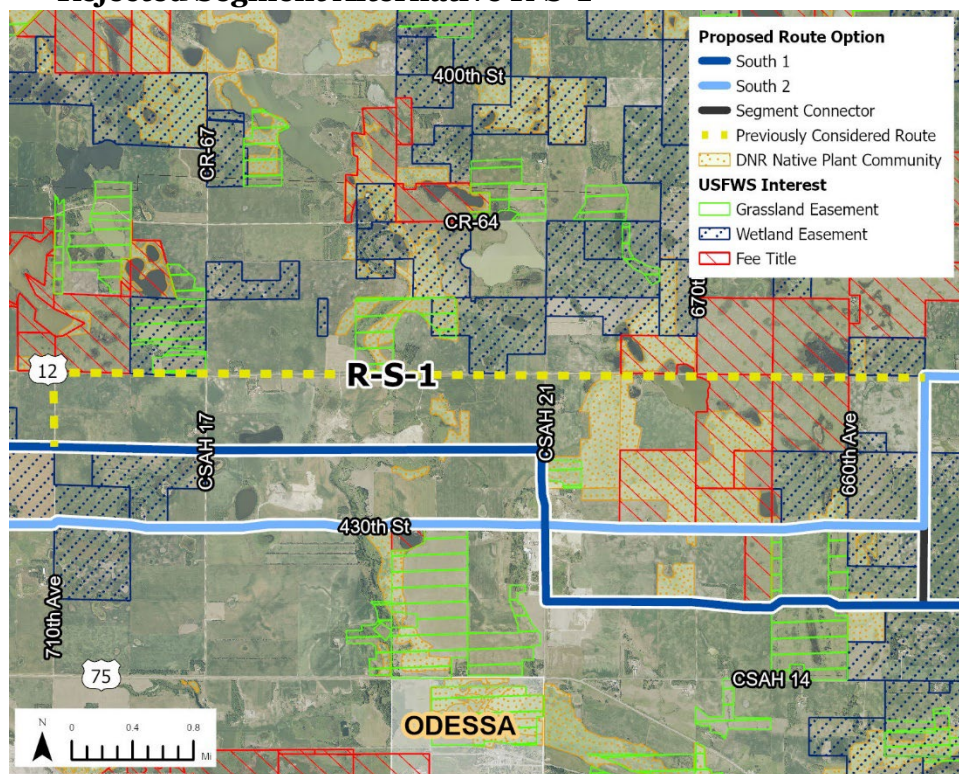 Rejected Segment Alternative R-S-1
Proposed Route Option
South 1
South 2
Segment Connector
Previously Considered Route
DNR Native Plant Community
USFWS Interest
Grassland Easement
Wetland Easement
Fee Title
400th St
CR-67
CR-64
670th
12
R-S-1
CSAH 17
CSAH 21
660th Ave
430th St
710th Ave
75
CSAH 14
ODESSA
N
0 0.4 0.8
Mi